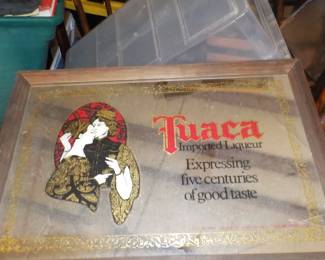 Tuaca
Imported Liqueur
Expressing
five centuries
of good taste